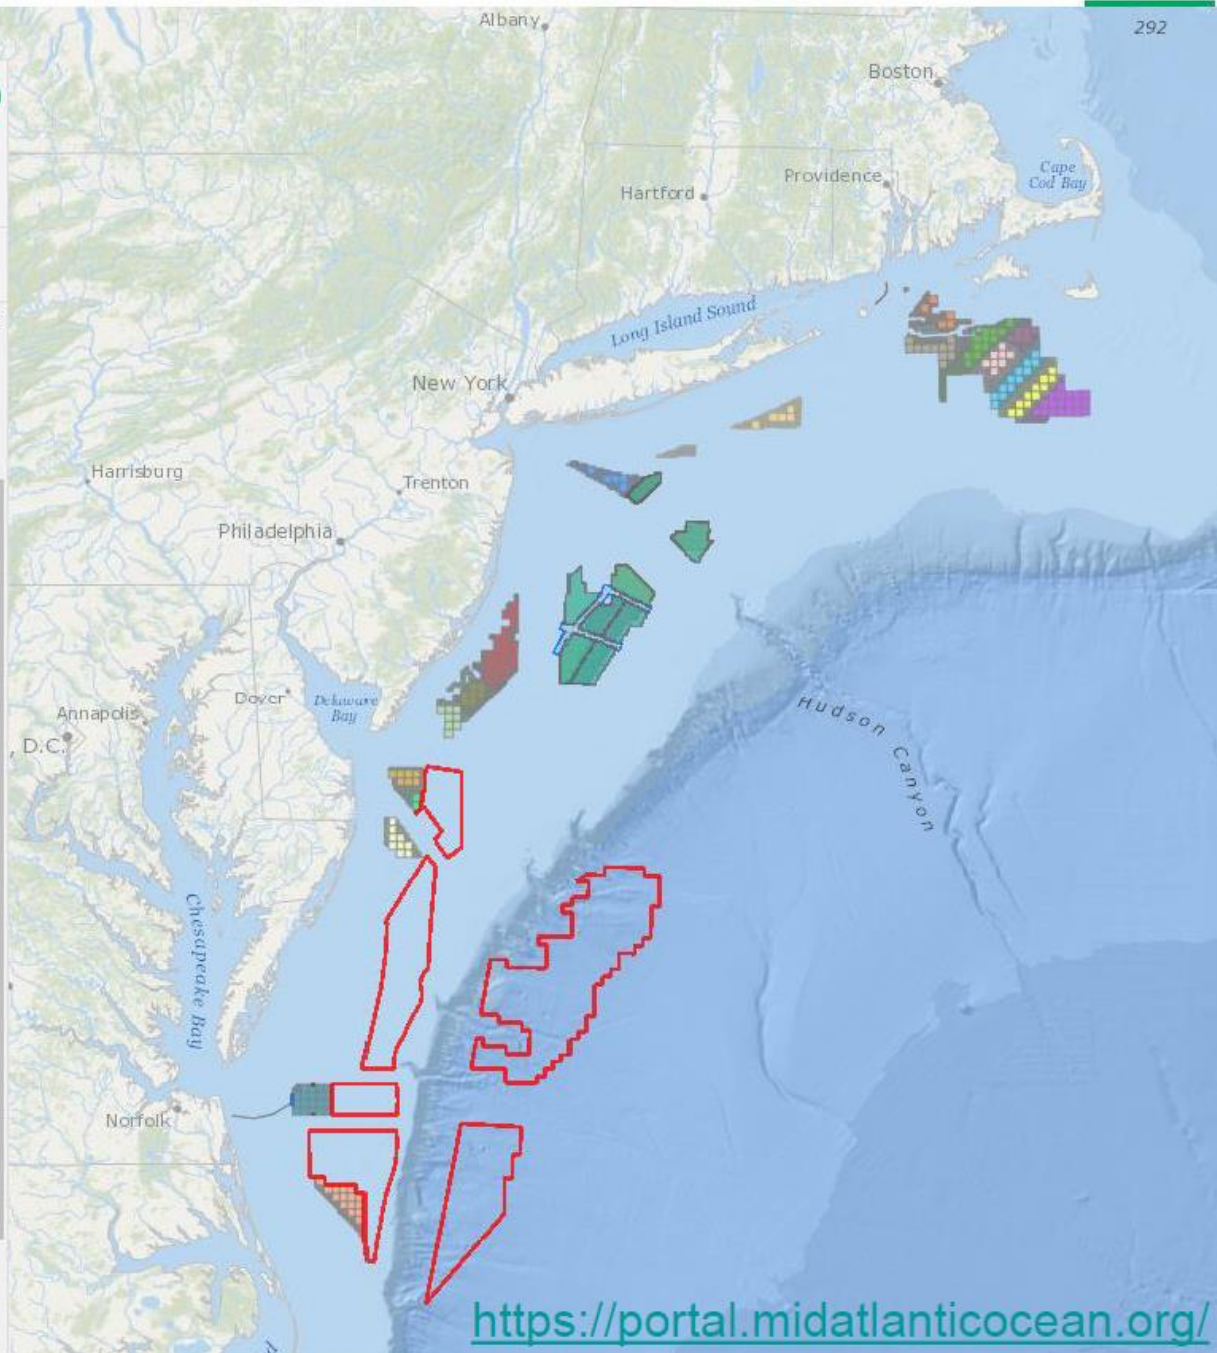 292
Albany
Boston
Cape
Cod Bay
Providence
Hartford
Long Island Sound
New York
Harrisburg
Trenton
Philadelphia
Dover
Delaware
Bay
Annapolis
, D.C.
Hudson Canyon
Chesapeake Bay
Norfolk
https://portal.midatlanticocean.org/